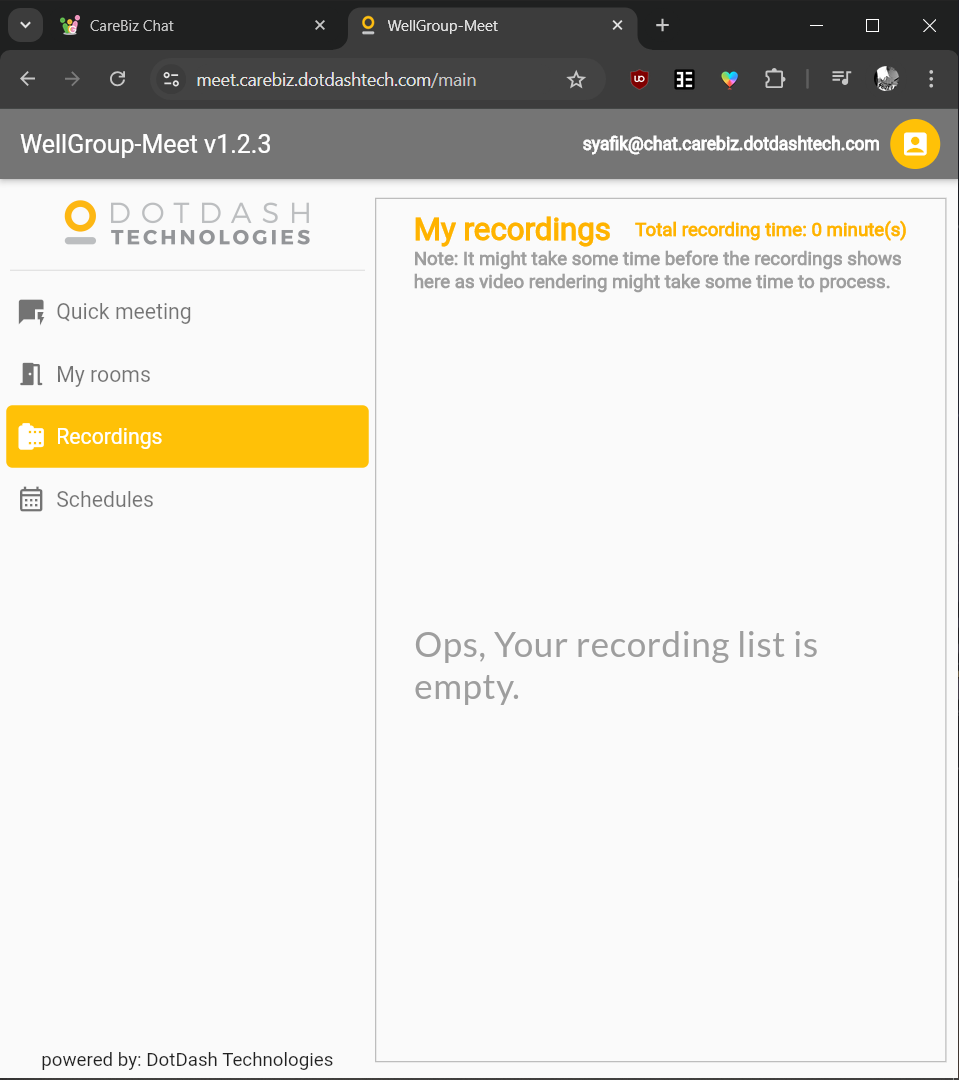 CareBiz Chat
WellGroup-Meet
meet.carebiz.dotdashtech.com/main
WellGroup-Meet v1.2.3
syafik@chat.carebiz.dotdashtech.com
DOTDASH
TECHNOLOGIES
Quick meeting
My rooms
Recordings
Schedules
powered by: DotDash Technologies
My recordings
Total recording time: 0 minute(s)
Note: It might take some time before the recordings shows
here as video rendering might take some time to process.
Ops, Your recording list is
empty.